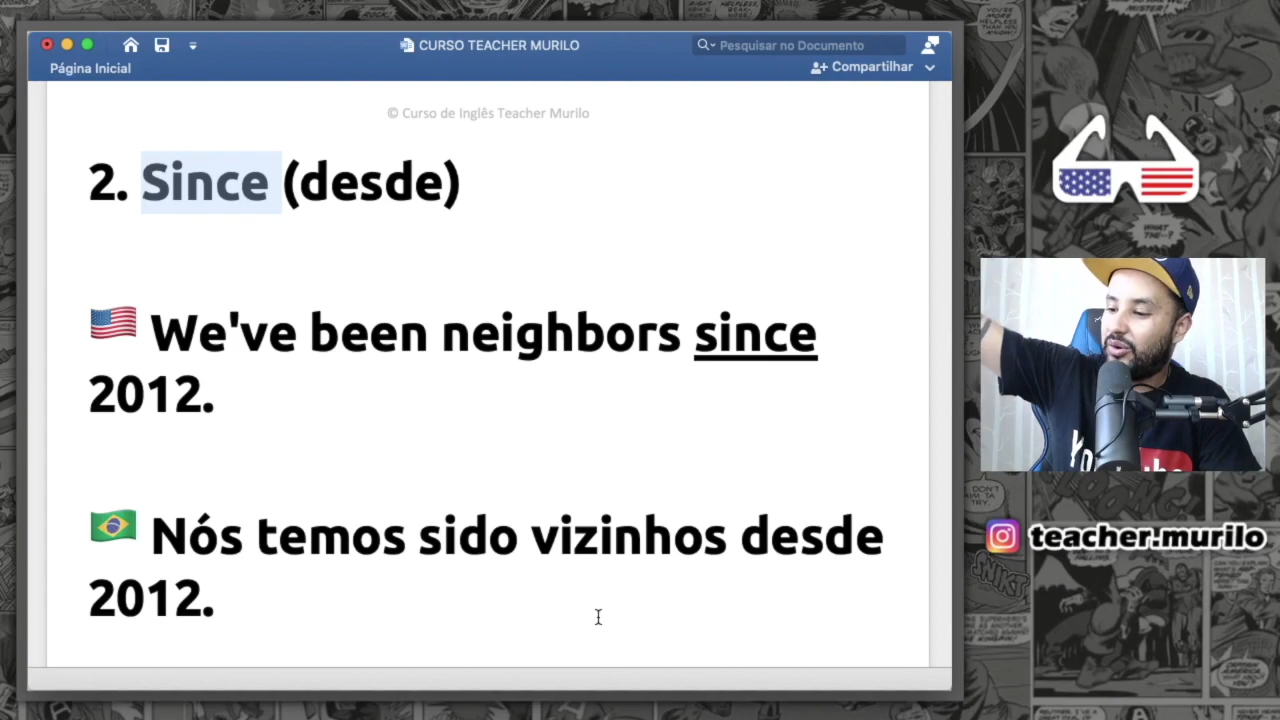 CURSO TEACHER MURILO
Pesquisar no Documento
Página Inicial
Compartilhar
© Curso de Inglês Teacher Murilo
2. Since (desde)
We've been neighbors since
2012.
Nós temos sido vizinhos desde
2012.
teacher.murilo